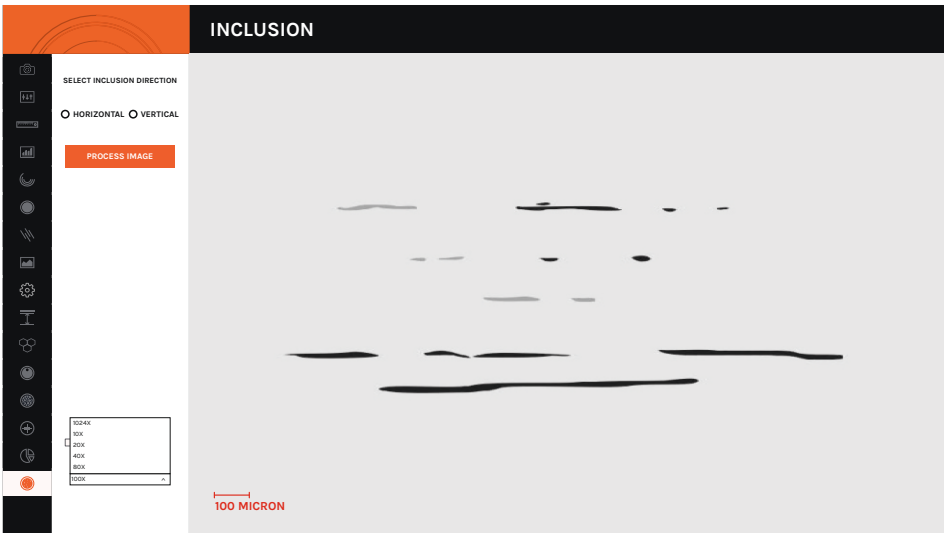 INCLUSION
SELECT INCLUSION DIRECTION
HORIZONTAL VERTICAL
PROCESS IMAGE
1024X
10X
20X
40X
80X
100X
100 MICRON